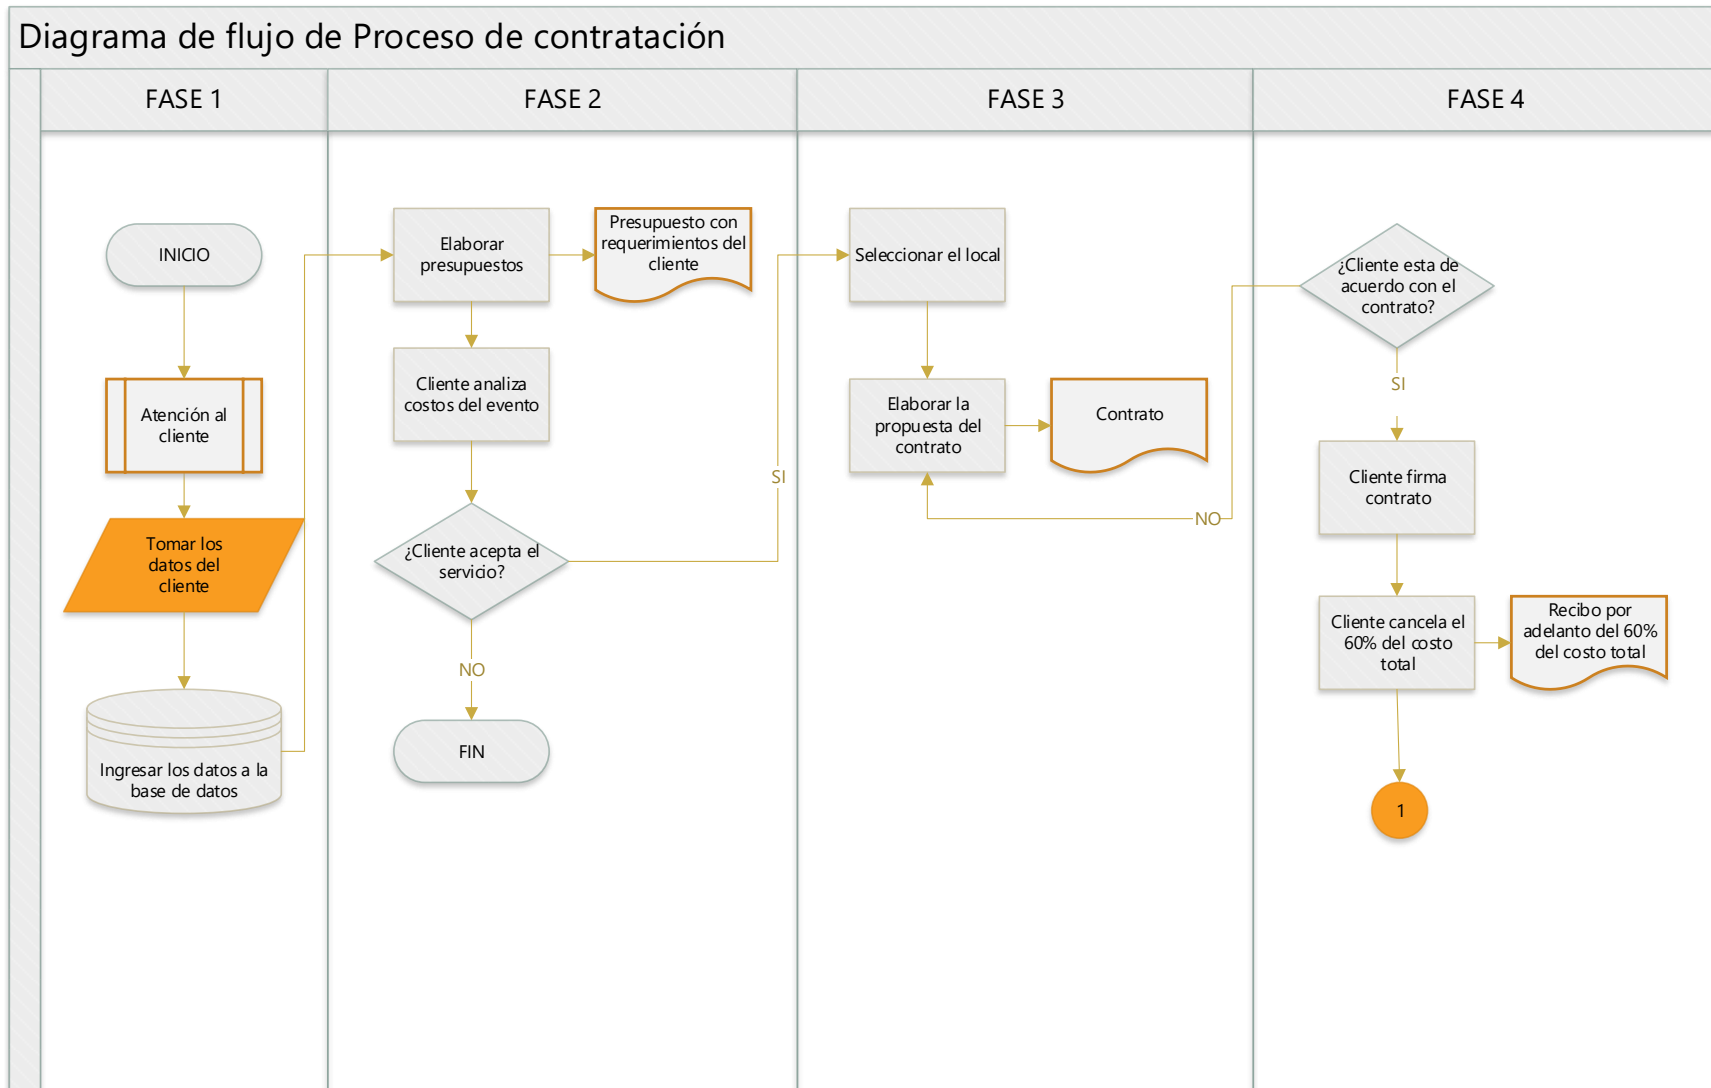 Diagrama de flujo de Proceso de contratación
FASE 1
FASE 2
FASE 3
FASE 4
INICIO
Atención al
cliente
Tomar los
datos del
cliente
Ingresar los datos a la
base de datos
Elaborar
presupuestos
Presupuesto con
requerimientos del
cliente
Cliente analiza
costos del evento
¿Cliente acepta el
servicio?
SI
NO
FIN
Seleccionar el local
Elaborar la
propuesta del
contrato
Contrato
NO
¿Cliente esta de
acuerdo con el
contrato?
SI
Cliente firma
contrato
Cliente cancela el
60% del costo
total
Recibo por
adelanto del 60%
del costo total
1